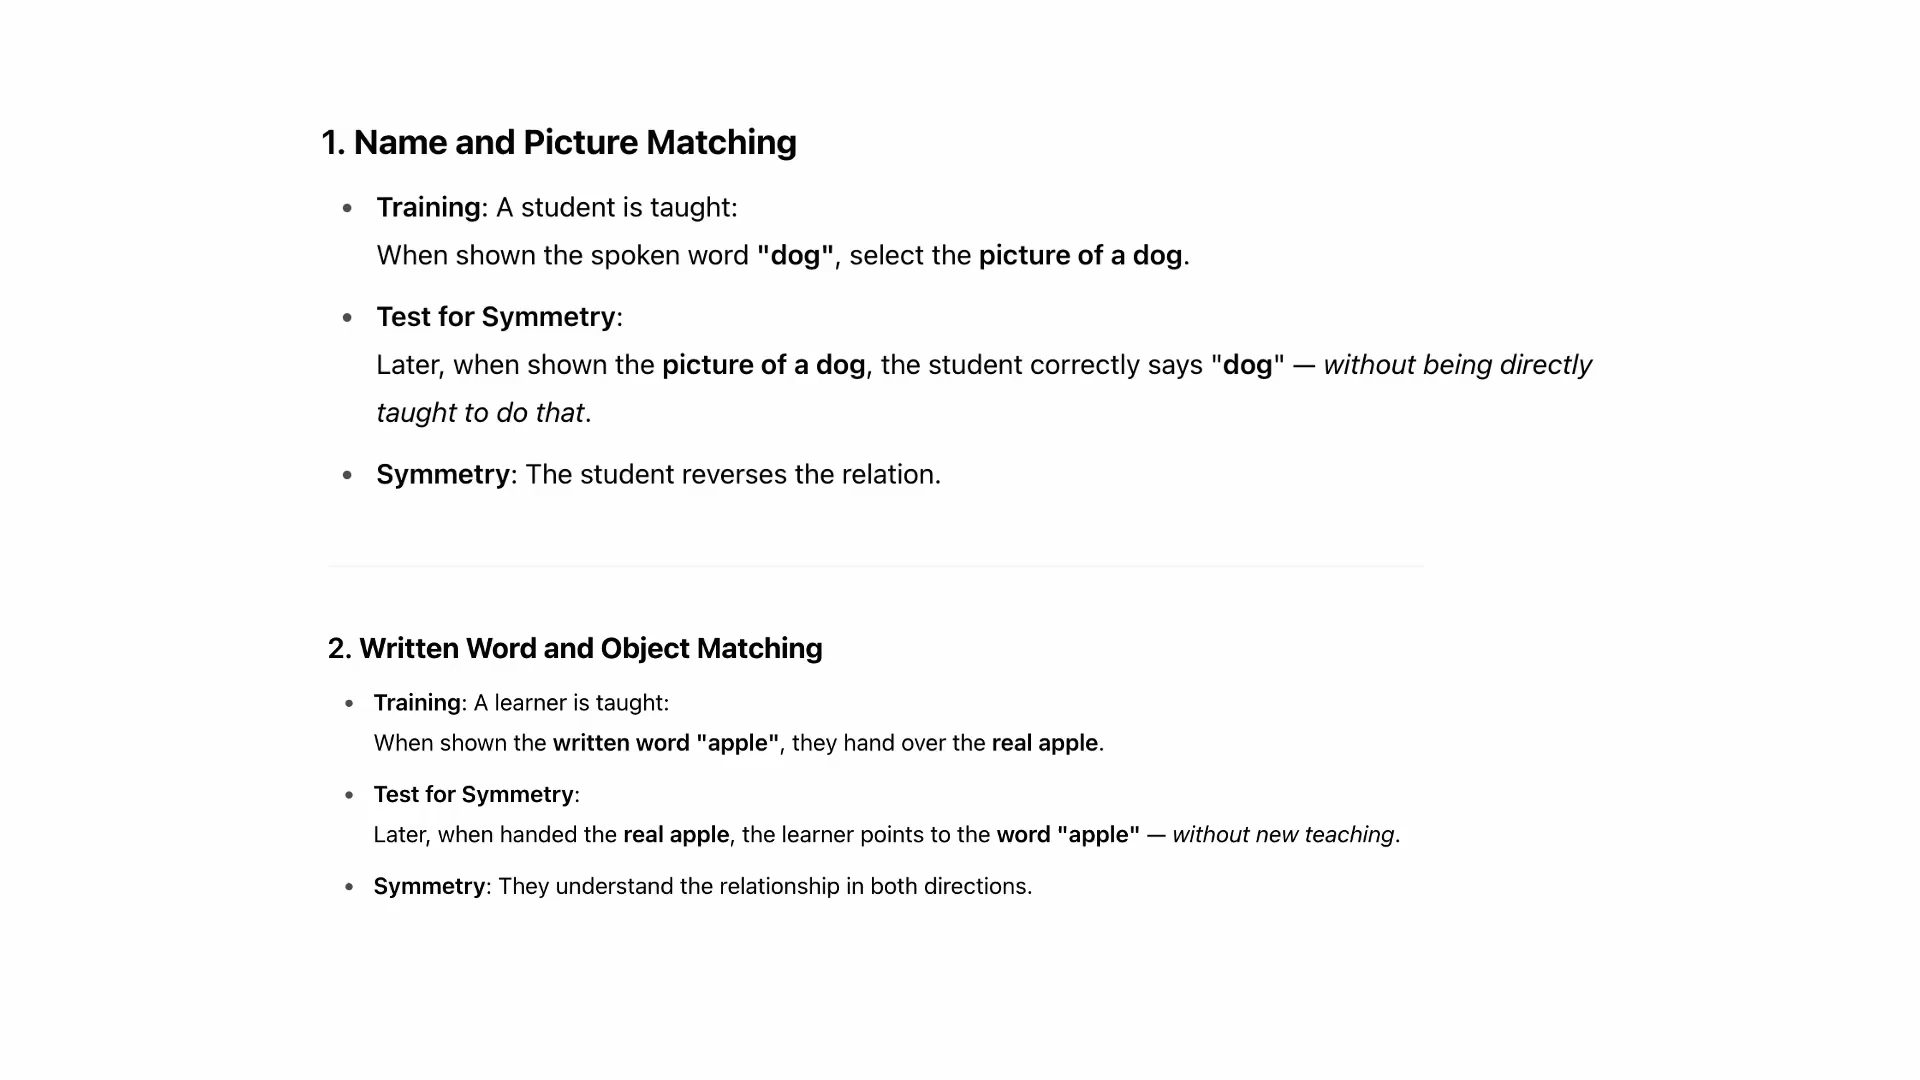 1. Name and Picture Matching
• Training: A student is taught:
When shown the spoken word "dog", select the picture of a dog.
• Test for Symmetry:
Later, when shown the picture of a dog, the student correctly says "dog" — without being directly
taught to do that.
• Symmetry: The student reverses the relation.
2. Written Word and Object Matching
• Training: A learner is taught:
When shown the written word "apple", they hand over the real apple.
• Test for Symmetry:
Later, when handed the real apple, the learner points to the word "apple" — without new teaching.
• Symmetry: They understand the relationship in both directions.